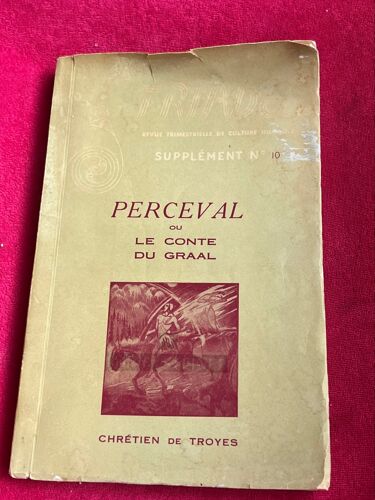 REVUE TRIMESTRIELLE DE CULTURE
SUPPLÉMENT N° 10
PERCEVAL
OU
LE CONTE
DU GRAAL
CHRÉTIEN DE TROYES